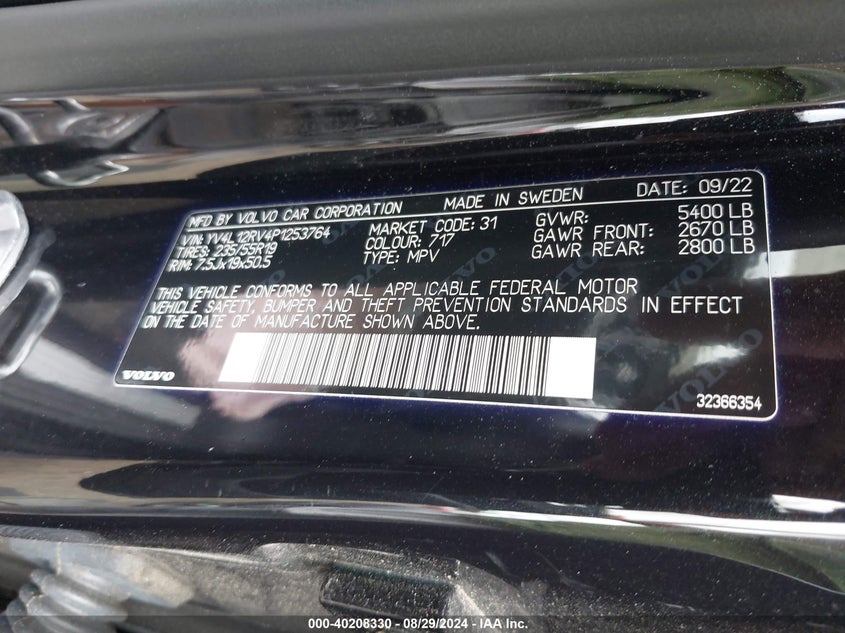 MFD BY VOLVO CAR CORPORATION MADE IN SWEDEN DATE: 09/22
VIN: YV4L12RV4P1253764 MARKET CODE: 31 GVWR: 5400 LB
TIRES: 235/55R19 COLOUR: 717 GAWR FRONT: 2670 LB
RIM: 7.5Jx19x50.5 TYPE: MPV GAWR REAR: 2800 LB
THIS VEHICLE CONFORMS TO ALL APPLICABLE FEDERAL MOTOR
VEHICLE SAFETY, BUMPER AND THEFT PREVENTION STANDARDS IN EFFECT
ON THE DATE OF MANUFACTURE SHOWN ABOVE.
VOLVO 32366354
000-40208330 - 08/29/2024 - IAA Inc.